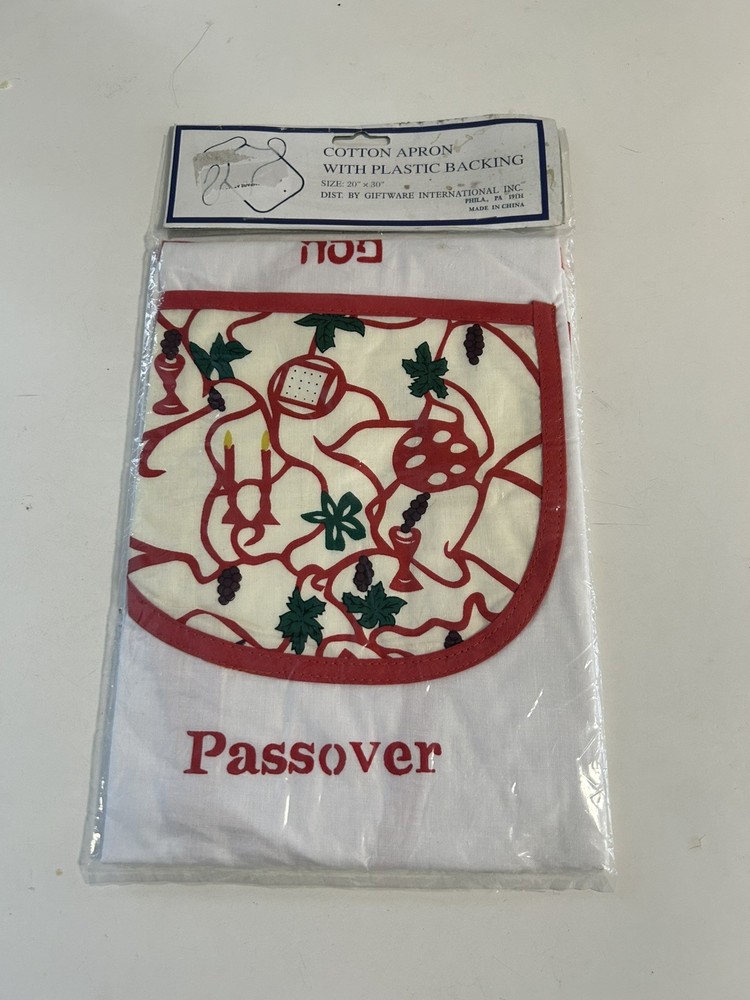 COTTON APRON
WITH PLASTIC BACKING
SIZE: 20" × 30"
DIST. BY GIFTWARE INTERNATIONAL INC.
PHILA., PA 19134
MADE IN CHINA
פסח
Passover